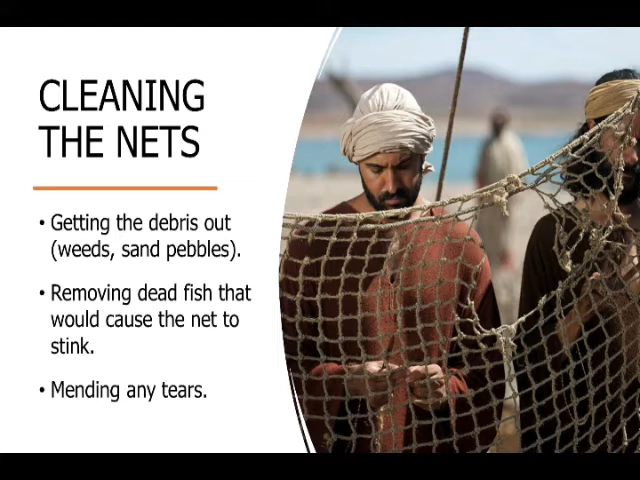 CLEANING
THE NETS
• Getting the debris out
(weeds, sand pebbles).
• Removing dead fish that
would cause the net to
stink.
• Mending any tears.